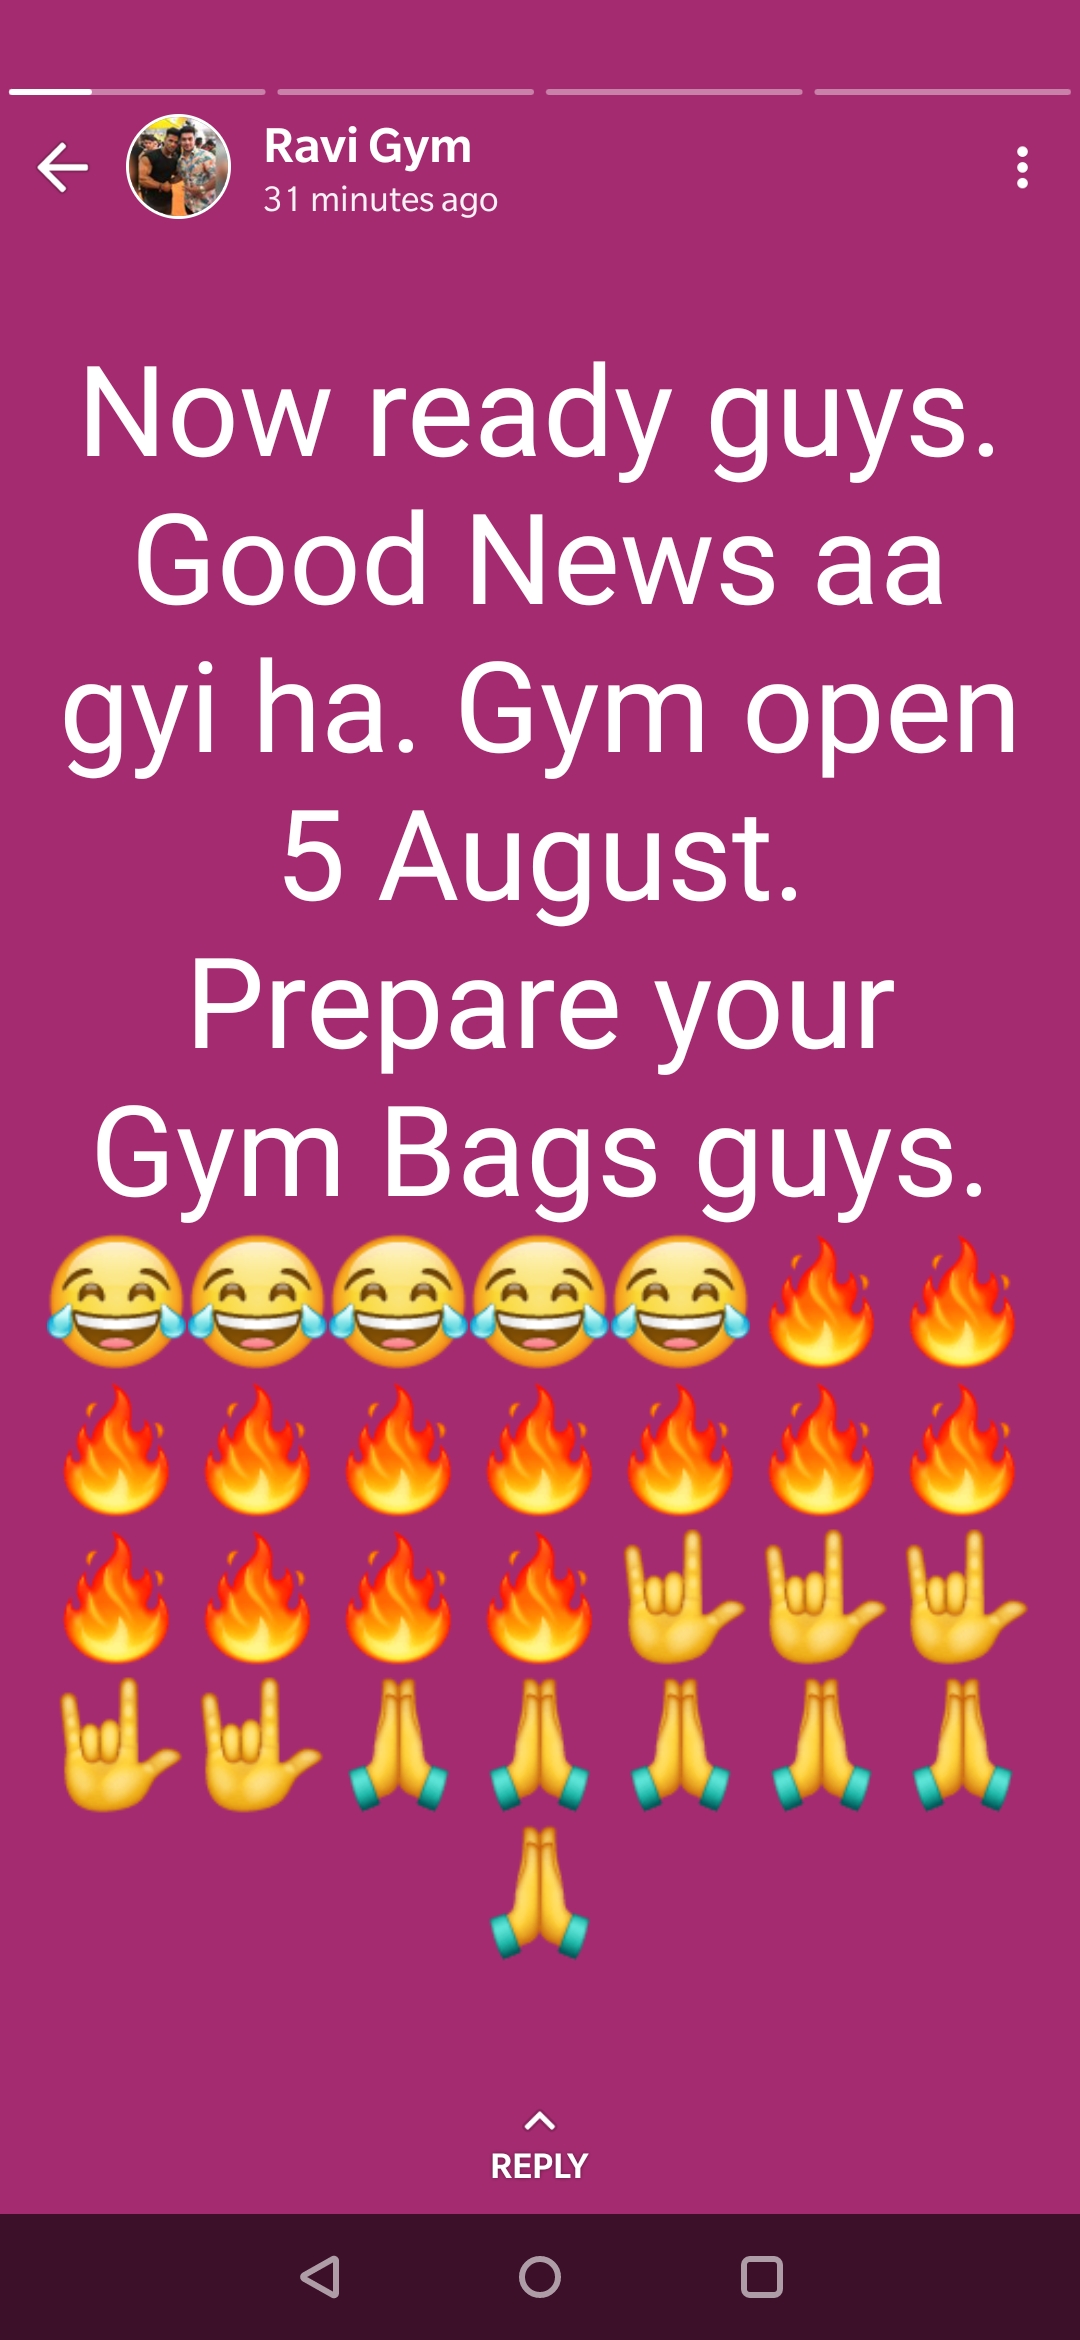 Ravi Gym
31 minutes ago
Now ready guys.
Good News aa
gyi ha. Gym open
5 August.
Prepare your
Gym Bags guys.
😂😂😂😂😂🔥🔥
🔥🔥🔥🔥🔥🔥🔥
🔥🔥🔥🔥🤟🤟🤟
🤟🤟🙏🙏🙏🙏🙏
🙏
REPLY